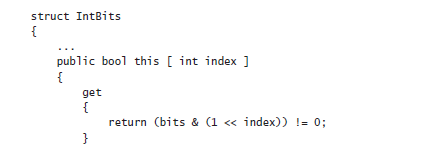 struct IntBits
{
...
public bool this [ int index ]
{
get
{
return (bits & (1 << index)) != 0;
}